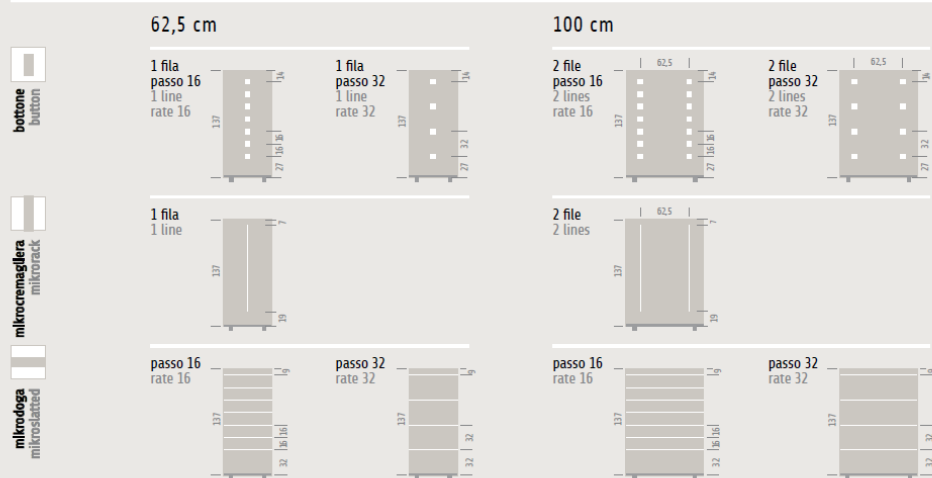 62,5 cm
100 cm
bottone
button
1 fila
passo 16
1 line
rate 16
137
14
16
16
27
1 fila
passo 32
1 line
rate 32
137
14
32
27
2 file
passo 16
2 lines
rate 16
62,5
137
14
16
16
27
2 file
passo 32
2 lines
rate 32
62,5
137
14
32
27
mikrocremagliera
mikrorack
1 fila
1 line
137
7
19
2 file
2 lines
62,5
137
7
19
mikrodoga
mikroslatted
passo 16
rate 16
137
9
16
16
32
passo 32
rate 32
137
9
32
32
passo 16
rate 16
137
9
16
16
32
passo 32
rate 32
137
9
32
32